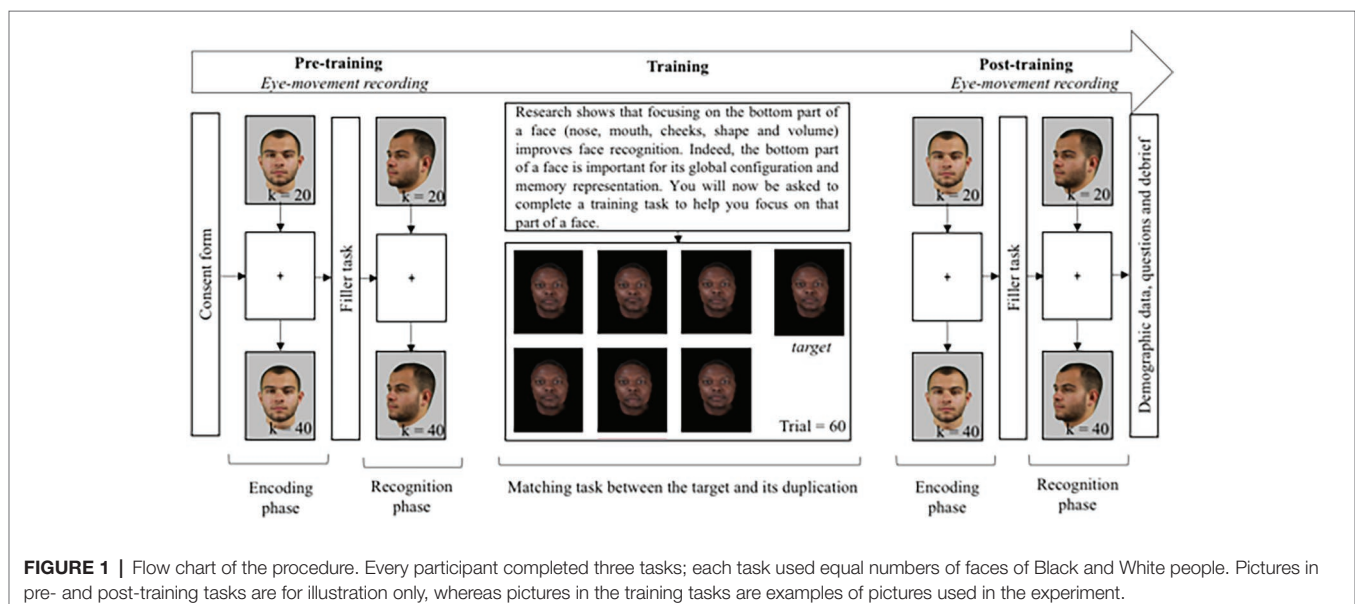 Pre-training
Eye-movement recording
Training
Post-training
Eye-movement recording
Consent form
k = 20
k = 40
Filler task
k = 20
k = 40
Research shows that focusing on the bottom part of
a face (nose, mouth, cheeks, shape and volume)
improves face recognition. Indeed, the bottom part
of a face is important for its global configuration and
memory representation. You will now be asked to
complete a training task to help you focus on that
part of a face.
target
Trial = 60
k = 20
k = 40
Filler task
k = 20
k = 40
Demographic data, questions and debrief
Encoding
phase
Recognition
phase
Matching task between the target and its duplication
Encoding
phase
Recognition
phase
FIGURE 1 | Flow chart of the procedure. Every participant completed three tasks; each task used equal numbers of faces of Black and White people. Pictures in
pre- and post-training tasks are for illustration only, whereas pictures in the training tasks are examples of pictures used in the experiment.